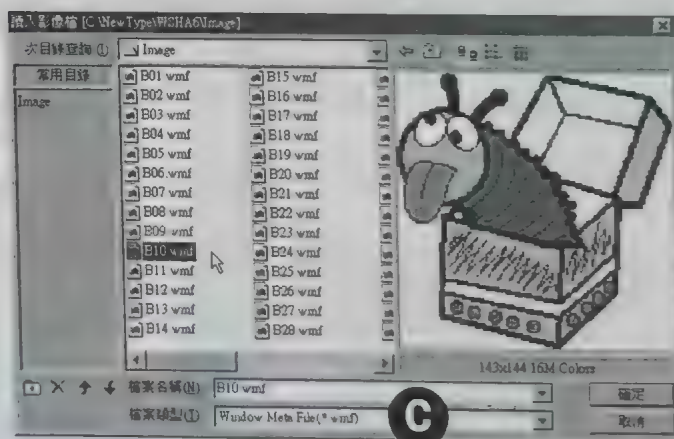 讀入影像檔 [C:\NewType\WSHA6\Image]
次目錄查詢(I) Image
常用目錄
Image
B01.wmf
B02.wmf
B03.wmf
B04.wmf
B05.wmf
B06.wmf
B07.wmf
B08.wmf
B09.wmf
B10.wmf
B11.wmf
B12.wmf
B13.wmf
B14.wmf
B15.wmf
B16.wmf
B17.wmf
B18.wmf
B19.wmf
B20.wmf
B21.wmf
B22.wmf
B23.wmf
B24.wmf
B25.wmf
B26.wmf
B27.wmf
B28.wmf
143x144 16M Colors
檔案名稱(N) B10.wmf 確定
檔案類型(T) Window Meta File(*.wmf) 取消
C